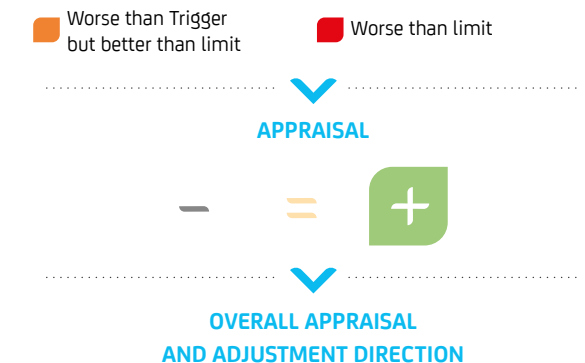 Worse than Trigger
but better than limit
Worse than limit
APPRAISAL
- = +
OVERALL APPRAISAL
AND ADJUSTMENT DIRECTION